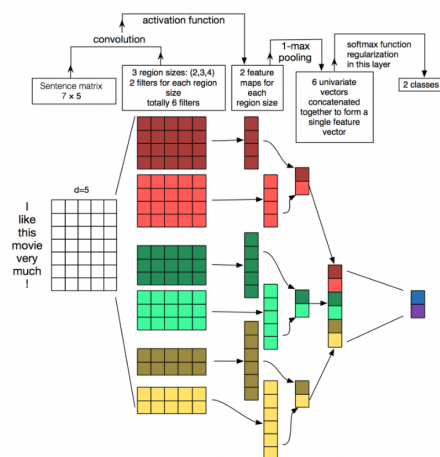 activation function
convolution
1-max
pooling
softmax function
regularization
in this layer
Sentence matrix
7 × 5
3 region sizes: (2,3,4)
2 filters for each region
size
totally 6 filters
2 feature
maps for
each
region size
6 univariate
vectors
concatenated
together to form a
single feature
vector
2 classes
d=5
I
like
this
movie
very
much
!